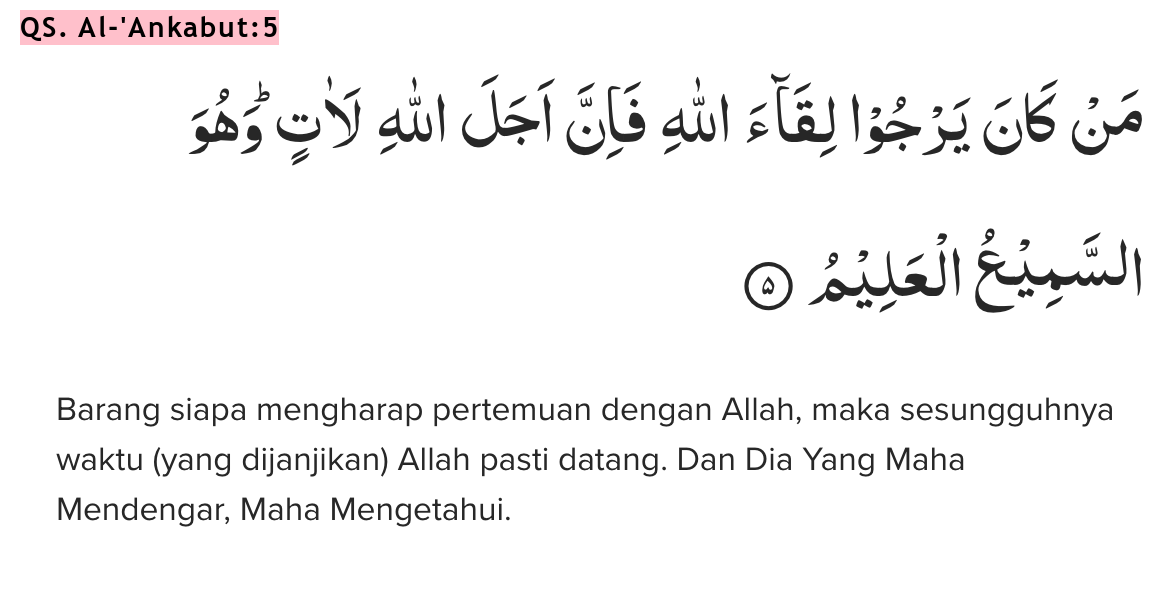 QS. Al-'Ankabut:5
مَنْ كَانَ يَرْجُوْا لِقَاۤءَ اللّٰهِ فَاِنَّ اَجَلَ اللّٰهِ لَاٰتٍ ۗوَهُوَ
السَّمِيْعُ الْعَلِيْمُ ۝٥
Barang siapa mengharap pertemuan dengan Allah, maka sesungguhnya
waktu (yang dijanjikan) Allah pasti datang. Dan Dia Yang Maha
Mendengar, Maha Mengetahui.